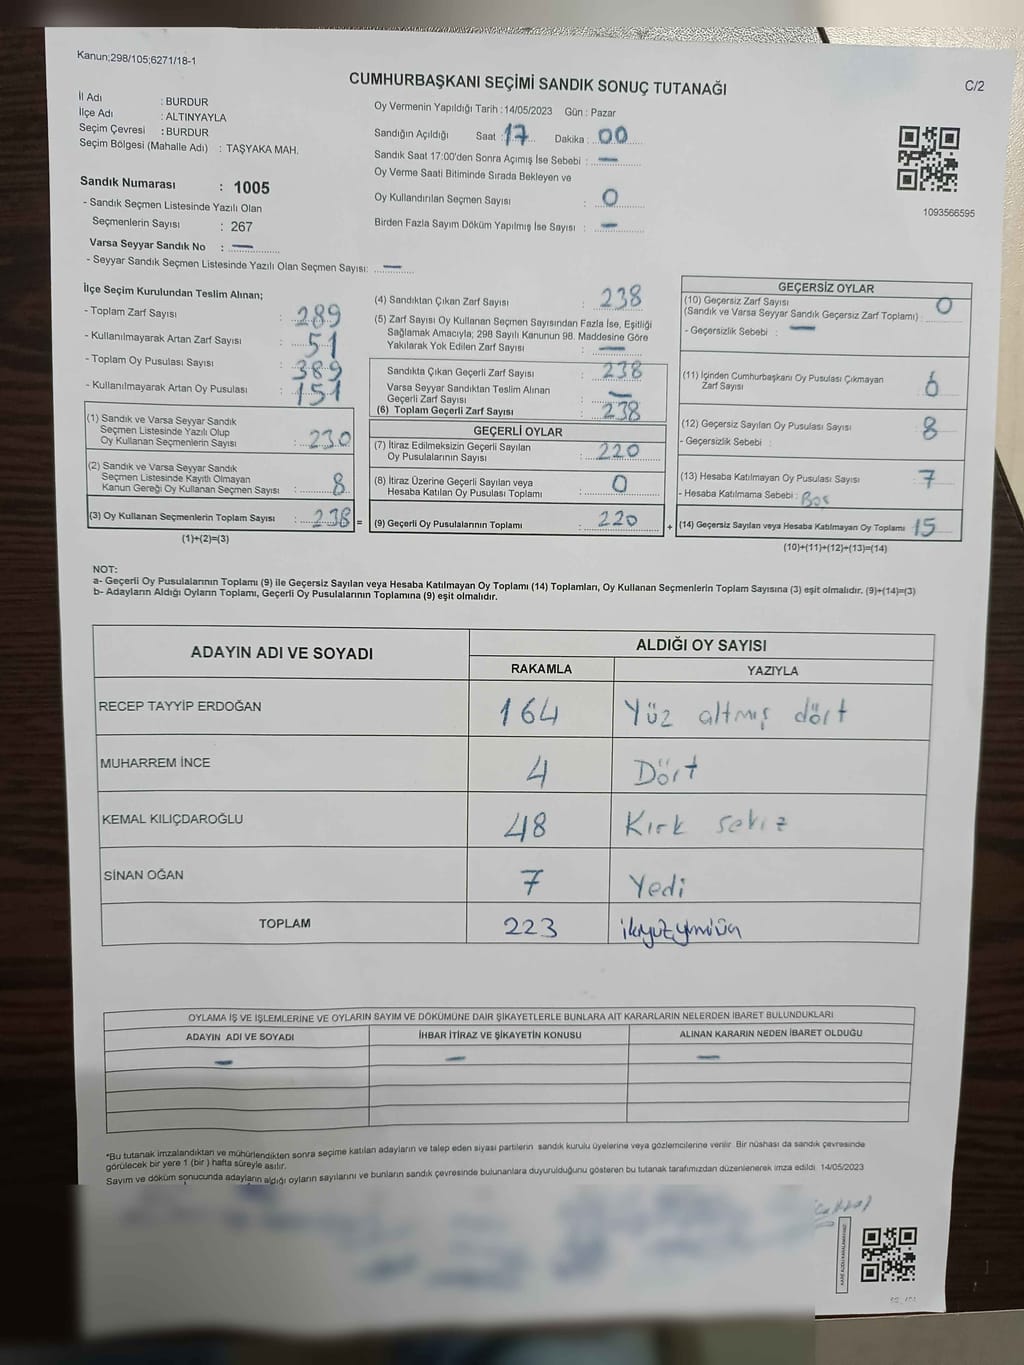 Kanun;298/105;6271/18-1
CUMHURBAŞKANI SEÇİMİ SANDIK SONUÇ TUTANAĞI
C/2
İl Adı : BURDUR
İlçe Adı : ALTINYAYLA
Seçim Çevresi : BURDUR
Seçim Bölgesi (Mahalle Adı) : TAŞYAKA MAH.
Sandık Numarası : 1005
- Sandık Seçmen Listesinde Yazılı Olan
Seçmenlerin Sayısı : 267
Varsa Seyyar Sandık No : —
- Seyyar Sandık Seçmen Listesinde Yazılı Olan Seçmen Sayısı: —
Oy Vermenin Yapıldığı Tarih : 14/05/2023 Gün : Pazar
Sandığın Açıldığı Saat : 17 Dakika : 00
Sandık Saat 17:00'den Sonra Açımış İse Sebebi : —
Oy Verme Saati Bitiminde Sırada Bekleyen ve
Oy Kullandırılan Seçmen Sayısı : 0
Birden Fazla Sayım Döküm Yapılmış İse Sayısı : —
1093566595
İlçe Seçim Kurulundan Teslim Alınan;
- Toplam Zarf Sayısı : 289
- Kullanılmayarak Artan Zarf Sayısı : 51
- Toplam Oy Pusulası Sayısı : 389
- Kullanılmayarak Artan Oy Pusulası : 151
(1) Sandık ve Varsa Seyyar Sandık
Seçmen Listesinde Yazılı Olup
Oy Kullanan Seçmenlerin Sayısı : 230
(2) Sandık ve Varsa Seyyar Sandık
Seçmen Listesinde Kayıtlı Olmayan
Kanun Gereği Oy Kullanan Seçmen Sayısı : 8
(3) Oy Kullanan Seçmenlerin Toplam Sayısı : 238 =
(1)+(2)=(3)
(4) Sandıktan Çıkan Zarf Sayısı : 238
(5) Zarf Sayısı Oy Kullanan Seçmen Sayısından Fazla İse, Eşitliği
Sağlamak Amacıyla; 298 Sayılı Kanunun 98. Maddesine Göre
Yakılarak Yok Edilen Zarf Sayısı : —
Sandıkta Çıkan Geçerli Zarf Sayısı : 238
Varsa Seyyar Sandıktan Teslim Alınan
Geçerli Zarf Sayısı : —
(6) Toplam Geçerli Zarf Sayısı : 238
GEÇERLİ OYLAR
(7) İtiraz Edilmeksizin Geçerli Sayılan
Oy Pusulalarının Sayısı : 220
(8) İtiraz Üzerine Geçerli Sayılan veya
Hesaba Katılan Oy Pusulası Toplamı : 0
(9) Geçerli Oy Pusulalarının Toplamı : 220 +
GEÇERSİZ OYLAR
(10) Geçersiz Zarf Sayısı
(Sandık ve Varsa Seyyar Sandık Geçersiz Zarf Toplamı) : 0
- Geçersizlik Sebebi : —
(11) İçinden Cumhurbaşkanı Oy Pusulası Çıkmayan
Zarf Sayısı :
(12) Geçersiz Sayılan Oy Pusulası Sayısı : 8
- Geçersizlik Sebebi :
(13) Hesaba Katılmayan Oy Pusulası Sayısı : 7
- Hesaba Katılmama Sebebi : Boş
(14) Geçersiz Sayılan veya Hesaba Katılmayan Oy Toplamı 15
(10)+(11)+(12)+(13)=(14)
NOT:
a- Geçerli Oy Pusulalarının Toplamı (9) ile Geçersiz Sayılan veya Hesaba Katılmayan Oy Toplamı (14) Toplamları, Oy Kullanan Seçmenlerin Toplam Sayısına (3) eşit olmalıdır. (9)+(14)=(3)
b- Adayların Aldığı Oyların Toplamı, Geçerli Oy Pusulalarının Toplamına (9) eşit olmalıdır.
ADAYIN ADI VE SOYADI
ALDIĞI OY SAYISI
RAKAMLA YAZIYLA
RECEP TAYYİP ERDOĞAN 164 Yüz altmış dört
MUHARREM İNCE 4 Dört
KEMAL KILIÇDAROĞLU 48 Kırk sekiz
SİNAN OĞAN 7 Yedi
TOPLAM 223
OYLAMA İŞ VE İŞLEMLERİNE VE OYLARIN SAYIM VE DÖKÜMÜNE DAİR ŞİKAYETLERLE BUNLARA AİT KARARLARIN NELERDEN İBARET BULUNDUKLARI
ADAYIN ADI VE SOYADI İHBAR İTİRAZ VE ŞİKAYETİN KONUSU ALINAN KARARIN NEDEN İBARET OLDUĞU
— — —
*Bu tutanak imzalandıktan ve mühürlendikten sonra seçime katılan adayların ve talep eden siyasi partilerin sandık kurulu üyelerine veya gözlemcilerine verilir. Bir nüshası da sandık çevresinde
görülecek bir yere 1 (bir ) hafta süreyle asılır.
Sayım ve döküm sonucunda adayların aldığı oyların sayılarını ve bunların sandık çevresinde bulunanlara duyurulduğunu gösteren bu tutanak tarafımızdan düzenlenerek imza edildi. 14/05/2023